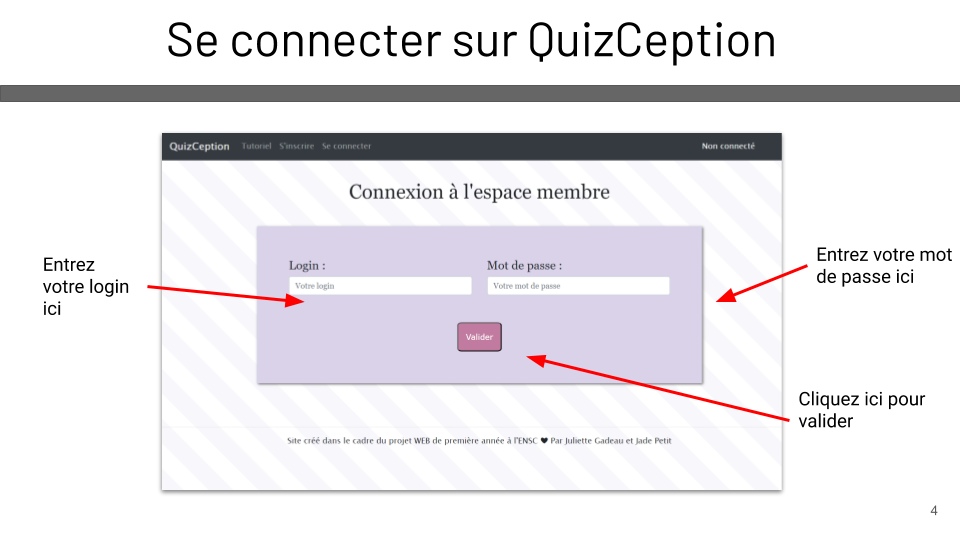 Se connecter sur QuizCeption
QuizCeption Tutoriel S'inscrire Se connecter Non connecté
Connexion à l'espace membre
Entrez
votre login
ici
Login :
Votre login
Mot de passe :
Votre mot de passe
Entrez votre mot
de passe ici
Valider
Cliquez ici pour
valider
Site créé dans le cadre du projet WEB de première année à l'ENSC ♥ Par Juliette Gadeau et Jade Petit
4